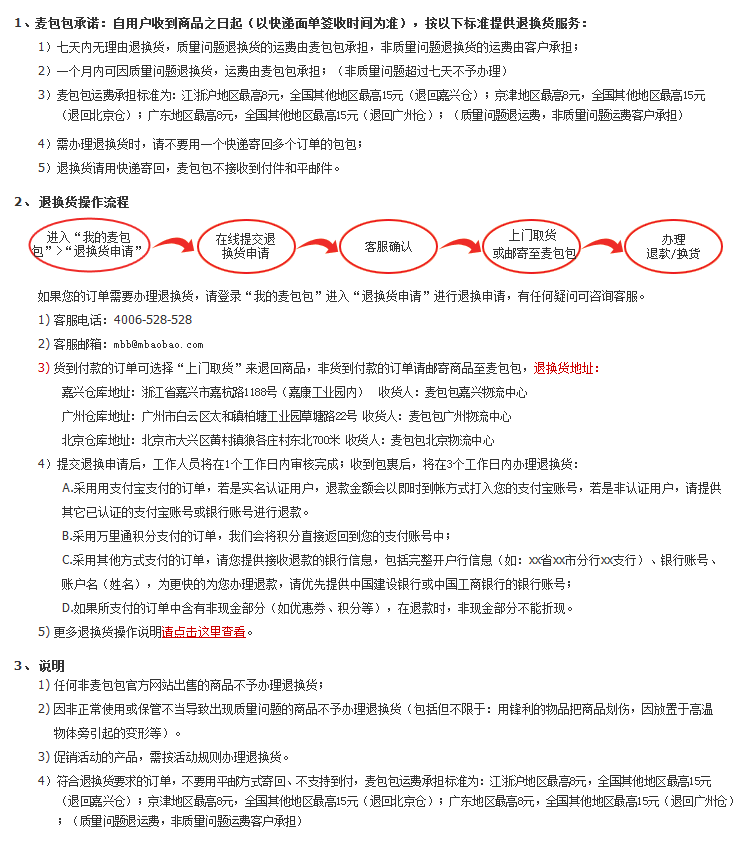 1、麦包包承诺：自用户收到商品之日起（以快递面单签收时间为准），按以下标准提供退换货服务：
1）七天内无理由退换货，质量问题退换货的运费由麦包包承担，非质量问题退换货的运费由客户承担；
2）一个月内可因质量问题退换货，运费由麦包包承担；（非质量问题超过七天不予办理）
3）麦包包运费承担标准为：江浙沪地区最高8元，全国其他地区最高15元（退回嘉兴仓）；京津地区最高8元，全国其他地区最高15元
（退回北京仓）；广东地区最高8元，全国其他地区最高15元（退回广州仓）；（质量问题退运费，非质量问题运费客户承担）
4）需办理退换货时，请不要用一个快递寄回多个订单的包包；
5）退换货请用快递寄回，麦包包不接收到付件和平邮件。
2、退换货操作流程
进入“我的麦包
包”>“退换货申请”
在线提交退
换货申请
客服确认
上门取货
或邮寄至麦包包
办理
退款/换货
如果您的订单需要办理退换货，请登录“我的麦包包”进入“退换货申请”进行退换申请，有任何疑问可咨询客服。
1) 客服电话：4006-528-528
2) 客服邮箱：mbb@mbaobao.com
3) 货到付款的订单可选择“上门取货”来退回商品，非货到付款的订单请邮寄商品至麦包包，退换货地址：
嘉兴仓库地址：浙江省嘉兴市嘉杭路1188号（嘉康工业园内） 收货人：麦包包嘉兴物流中心
广州仓库地址：广州市白云区太和镇柏塘工业园草塘路22号 收货人：麦包包广州物流中心
北京仓库地址：北京市大兴区黄村镇狼各庄村东北700米 收货人：麦包包北京物流中心
4）提交退换申请后，工作人员将在1个工作日内审核完成；收到包裹后，将在3个工作日内办理退换货：
A.采用用支付宝支付的订单，若是实名认证用户，退款金额会以即时到帐方式打入您的支付宝账号，若是非认证用户，请提供
其它已认证的支付宝账号或银行账号进行退款。
B.采用万里通积分支付的订单，我们会将积分直接返回到您的支付账号中；
C.采用其他方式支付的订单，请您提供接收退款的银行信息，包括完整开户行信息（如：xx省xx市分行xx支行）、银行账号、
账户名（姓名），为更快的为您办理退款，请优先提供中国建设银行或中国工商银行的银行账号；
D.如果所支付的订单中含有非现金部分（如优惠券、积分等），在退款时，非现金部分不能折现。
5) 更多退换货操作说明请点击这里查看。
3、说明
1) 任何非麦包包官方网站出售的商品不予办理退换货；
2) 因非正常使用或保管不当导致出现质量问题的商品不予办理退换货（包括但不限于：用锋利的物品把商品划伤，因放置于高温
物体旁引起的变形等）。
3) 促销活动的产品，需按活动规则办理退换货。
4）符合退换货要求的订单，不要用平邮方式寄回、不支持到付，麦包包运费承担标准为：江浙沪地区最高8元，全国其他地区最高15元
（退回嘉兴仓）；京津地区最高8元，全国其他地区最高15元（退回北京仓）；广东地区最高8元，全国其他地区最高15元（退回广州仓）
；（质量问题退运费，非质量问题运费客户承担）